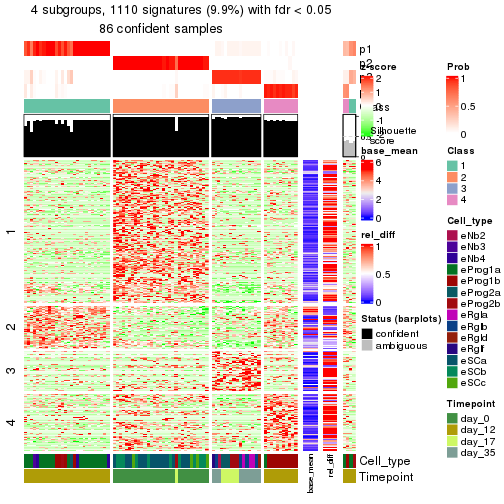 4 subgroups, 1110 signatures (9.9%) with fdr < 0.05
86 confident samples
p1
p2
z-score
Silhouette
score
base_mean
6
4
2
0
rel_diff
1
0.5
0
Status (barplots)
confident
ambiguous
Prob
1
0.5
0
Class
1
2
3
4
Cell_type
eNb2
eNb3
eNb4
eProg1a
eProg1b
eProg2a
eProg2b
eRgla
eRglb
eRgld
eRglf
eSCa
eSCb
eSCc
Timepoint
day_0
day_12
day_17
day_35
1
2
3
4
Cell_type
Timepoint
base_mean
rel_diff